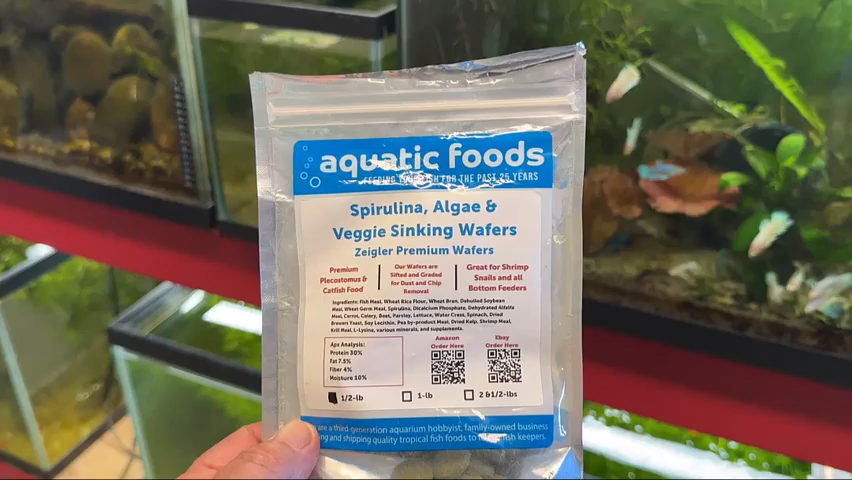 aquatic foods
FEEDING YOUR FISH FOR THE PAST 25 YEARS
Spirulina, Algae &
Veggie Sinking Wafers
Zeigler Premium Wafers
Premium
Plecostomus &
Catfish Food
Our Wafers are
Sifted and Graded
for Dust and Chip
Removal
Great for Shrimp
Snails and all
Bottom Feeders
Ingredients: Fish Meal, Wheat Rice Flour, Wheat Bran, Dehulled Soybean
Meal, Wheat Germ Meal, Spirulina, Dicalcium Phosphate, Dehydrated Alfalfa
Meal, Carrot, Celery, Beet, Parsley, Lettuce, Water Cress, Spinach, Dried
Brewers Yeast, Soy Lecithin, Pea by-product Meal, Dried Kelp, Shrimp Meal,
Krill Meal, L-Lysine, various minerals, and supplements.
Apx Analysis:
Protein 30%
Fat 7.5%
Fiber 4%
Moisture 10%
Amazon
Order Here
Ebay
Order Here
1/2-lb
1-lb
2 &1/2-lbs
are a third-generation aquarium hobbyist, family-owned business
and shipping quality tropical fish foods to fish keepers.